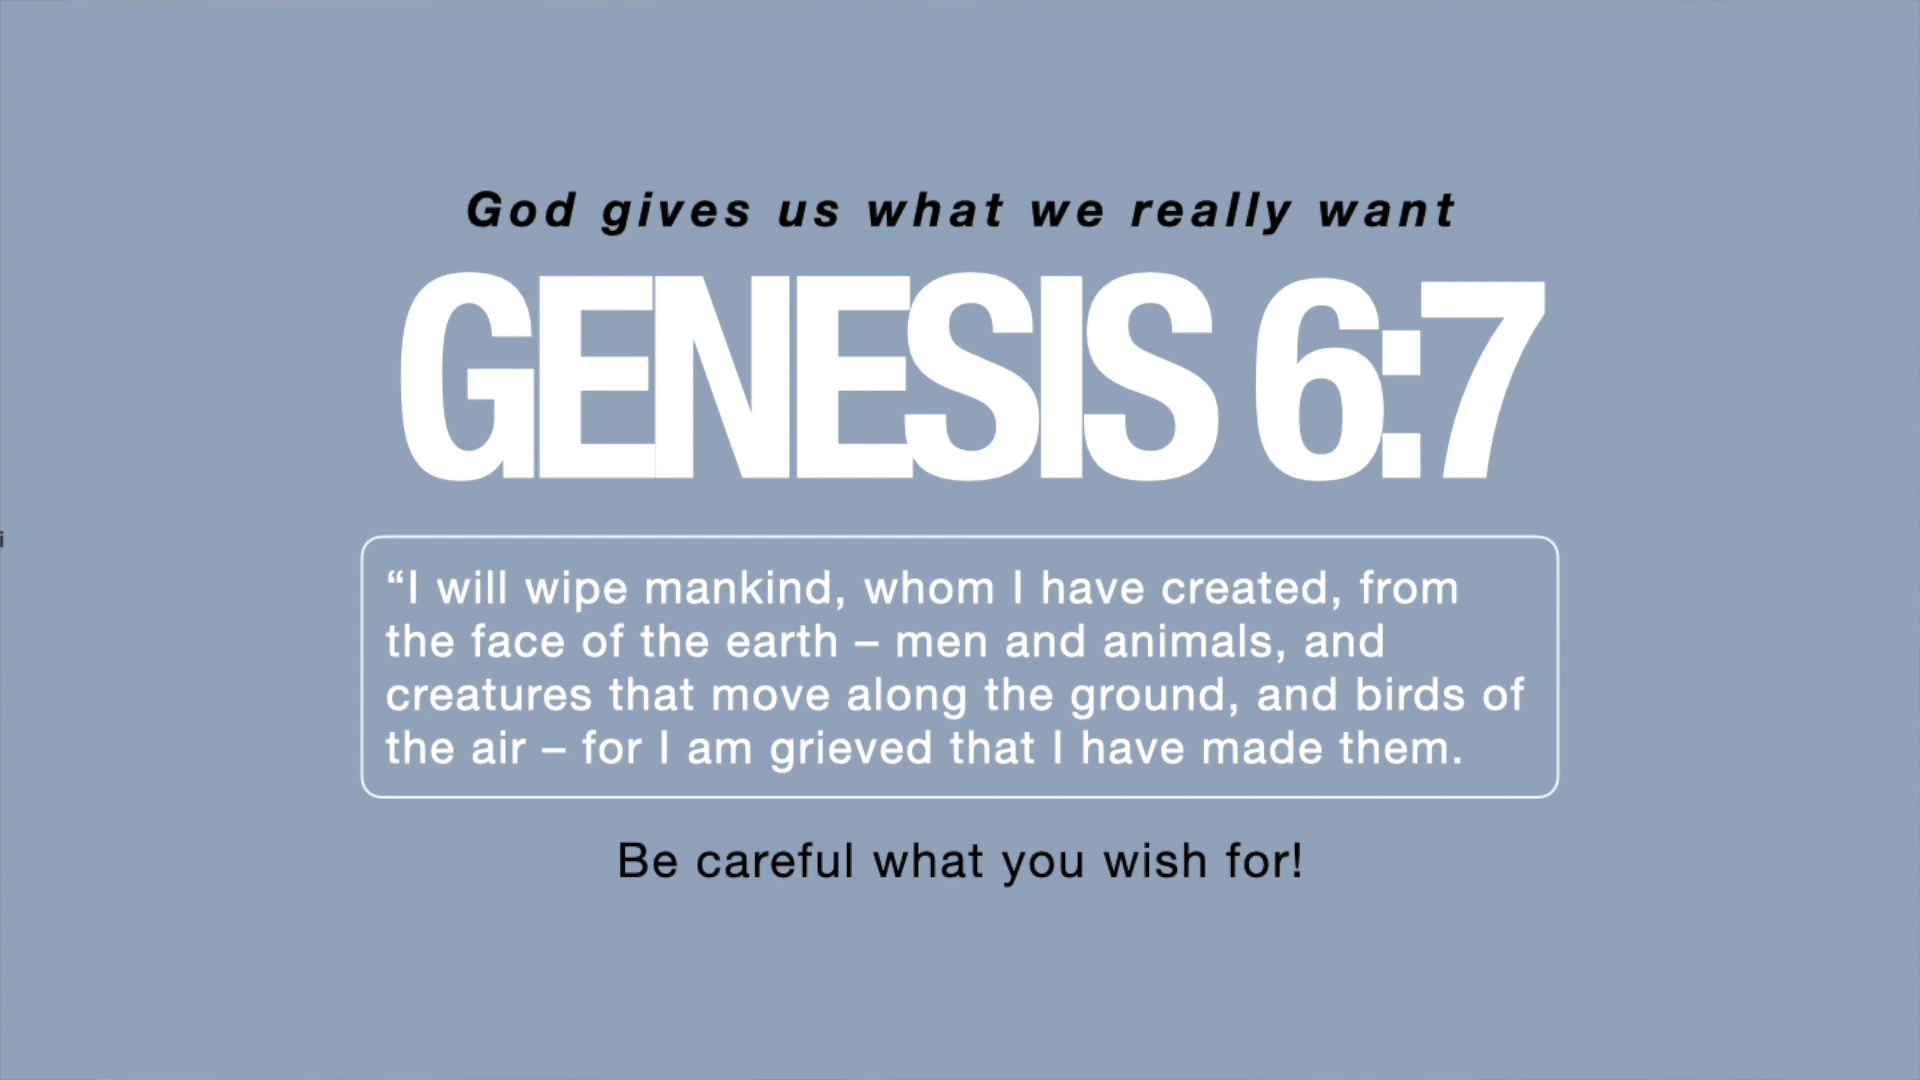 God gives us what we really want
GENESIS 6:7
“I will wipe mankind, whom I have created, from
the face of the earth – men and animals, and
creatures that move along the ground, and birds of
the air – for I am grieved that I have made them.
Be careful what you wish for!